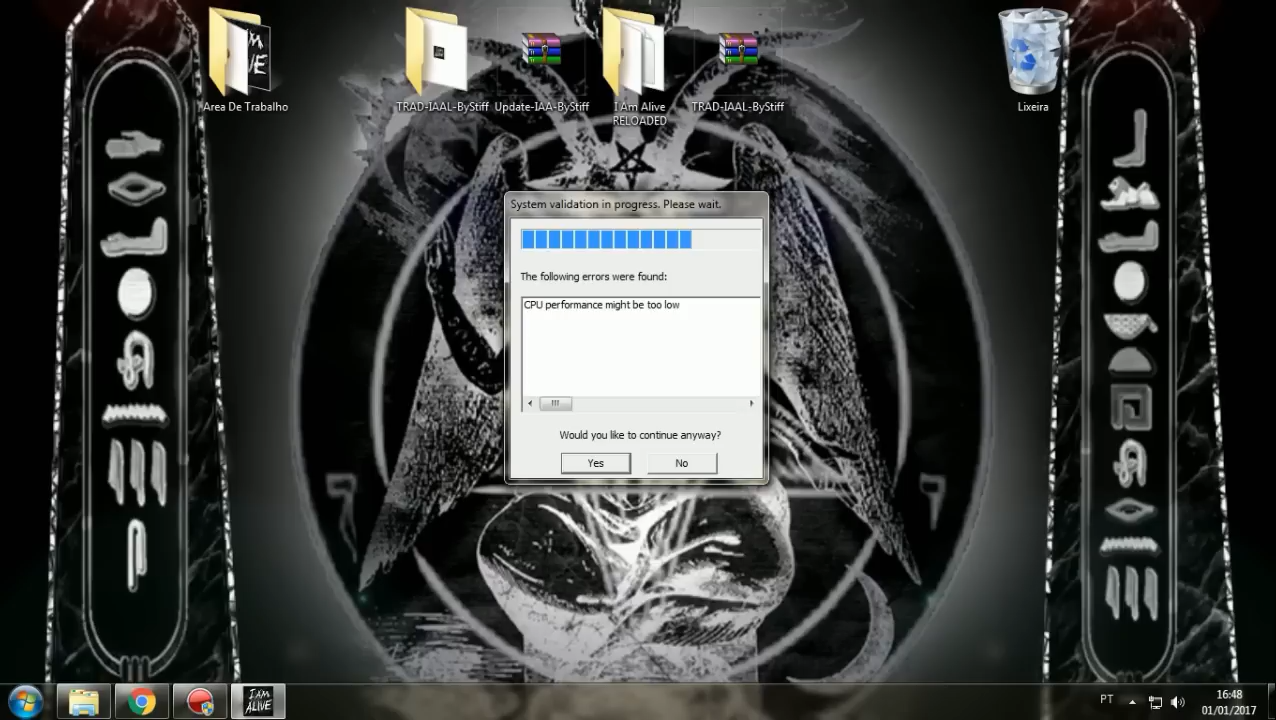 Area De Trabalho
TRAD-IAAL-ByStiff
Update-IAA-ByStiff
I Am Alive
RELOADED
TRAD-IAAL-ByStiff
Lixeira
System validation in progress. Please wait.
The following errors were found:
CPU performance might be too low
Would you like to continue anyway?
Yes
No
I AM
ALIVE
PT
16:48
01/01/2017